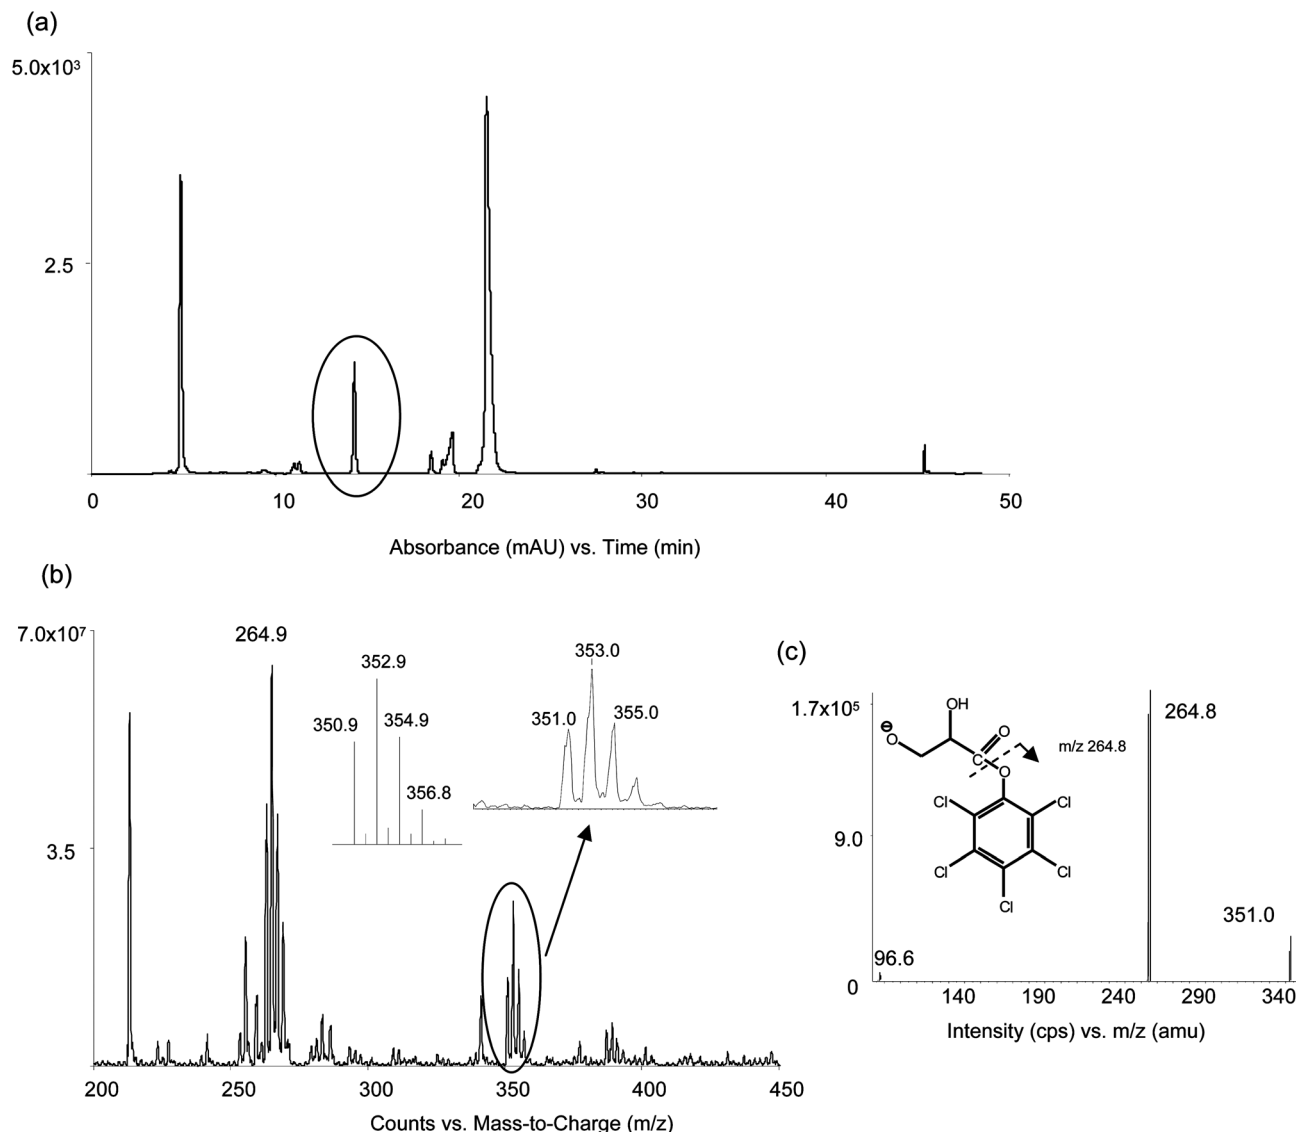 (a)
5.0x10³
2.5
0 10 20 30 40 50
Absorbance (mAU) vs. Time (min)
(b)
7.0x10⁷
264.9
352.9
350.9
354.9
356.8
353.0
351.0
355.0
3.5
200 250 300 350 400 450
Counts vs. Mass-to-Charge (m/z)
(c)
1.7x10⁵
264.8
OH
⊖
O
O
C
m/z 264.8
O
Cl Cl
9.0
Cl Cl
Cl
351.0
96.6
0
140 190 240 290 340
Intensity (cps) vs. m/z (amu)